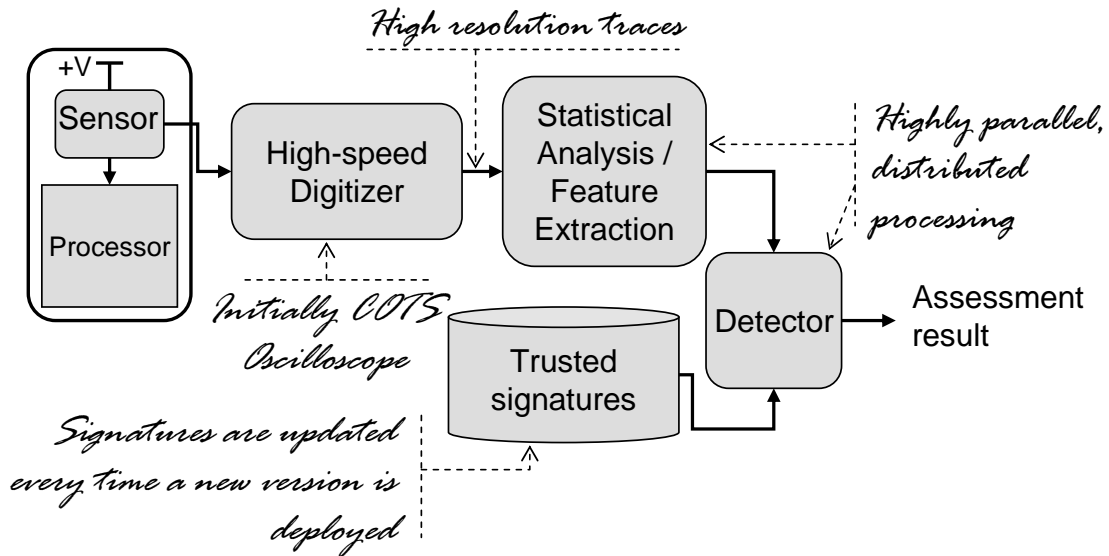 High resolution traces
+V
Sensor
Processor
High-speed
Digitizer
Statistical
Analysis /
Feature
Extraction
Highly parallel,
distributed
processing
Initially COTS
Oscilloscope
Trusted
signatures
Detector
Assessment
result
Signatures are updated
every time a new version is
deployed